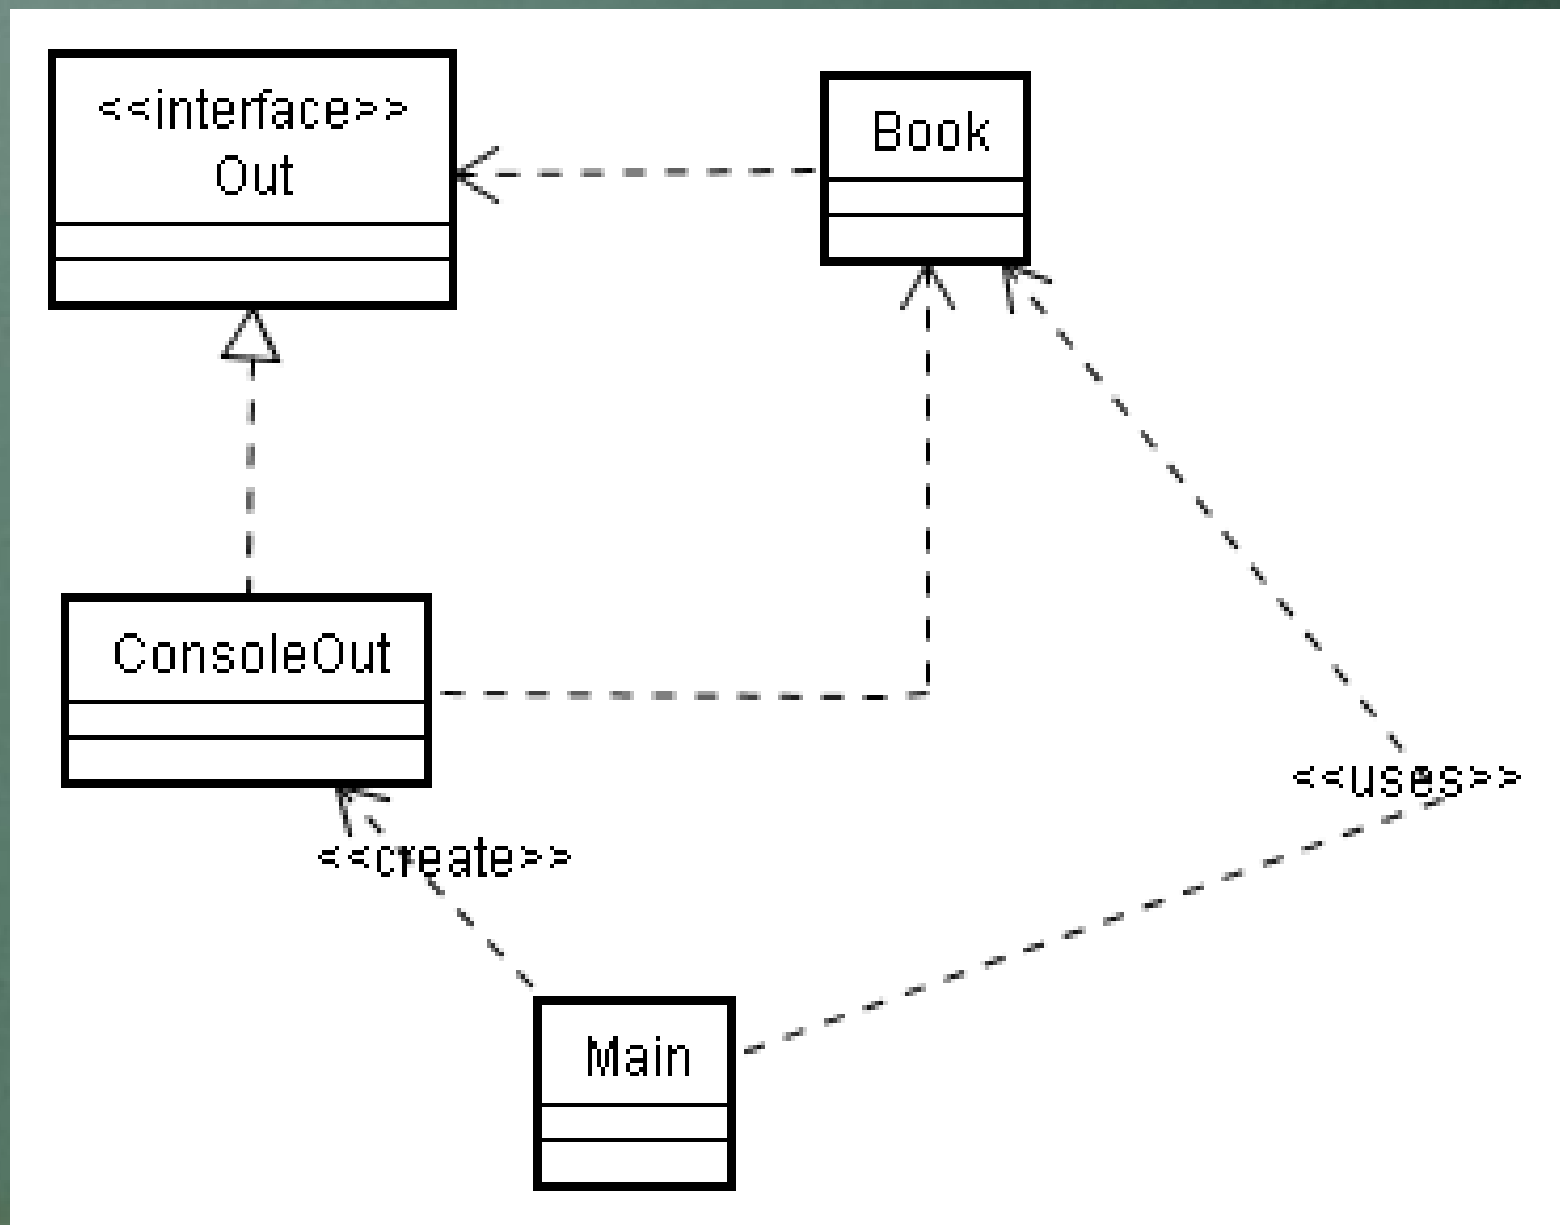 <<interface>>
Out
Book
ConsoleOut
<<uses>>
<<create>>
Main